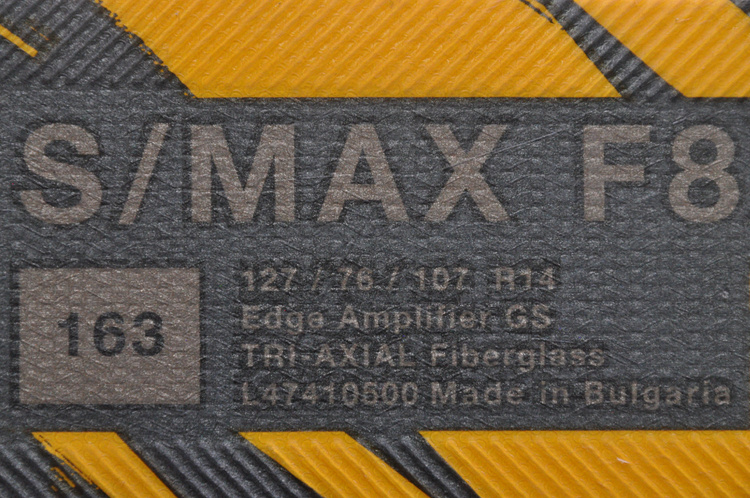 S/MAX F8
163
127 / 76 / 107 R14
Edge Amplifier GS
TRI-AXIAL Fiberglass
L47410600 Made in Bulgaria